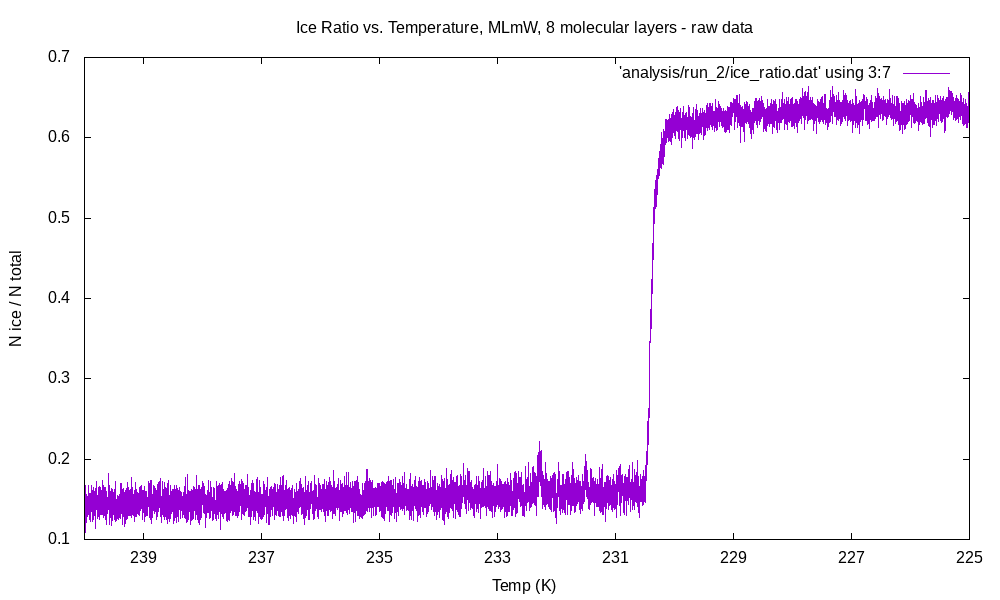 Ice Ratio vs. Temperature, MLmW, 8 molecular layers - raw data
'analysis/run_2/ice_ratio.dat' using 3:7
N ice / N total
0.7
0.6
0.5
0.4
0.3
0.2
0.1
239 237 235 233 231 229 227 225
Temp (K)